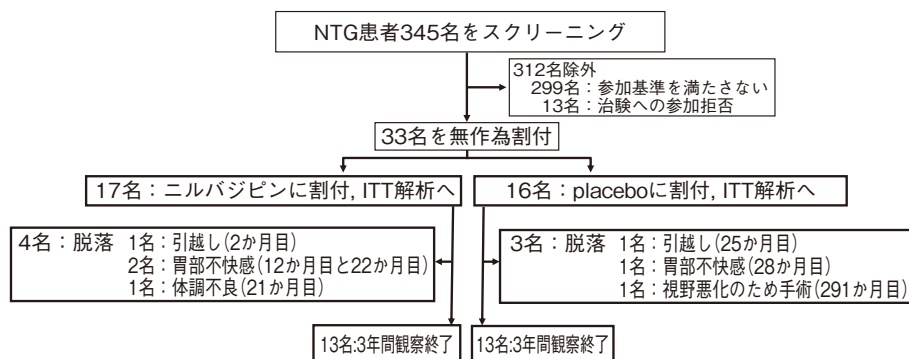 NTG患者345名をスクリーニング
312名除外
299名：参加基準を満たさない
13名：治験への参加拒否
33名を無作為割付
17名：ニルバジピンに割付, ITT解析へ
16名：placeboに割付, ITT解析へ
4名：脱落 1名：引越し(2か月目)
2名：胃部不快感(12か月目と22か月目)
1名：体調不良(21か月目)
3名：脱落 1名：引越し(25か月目)
1名：胃部不快感(28か月目)
1名：視野悪化のため手術(291か月目)
13名:3年間観察終了
13名:3年間観察終了